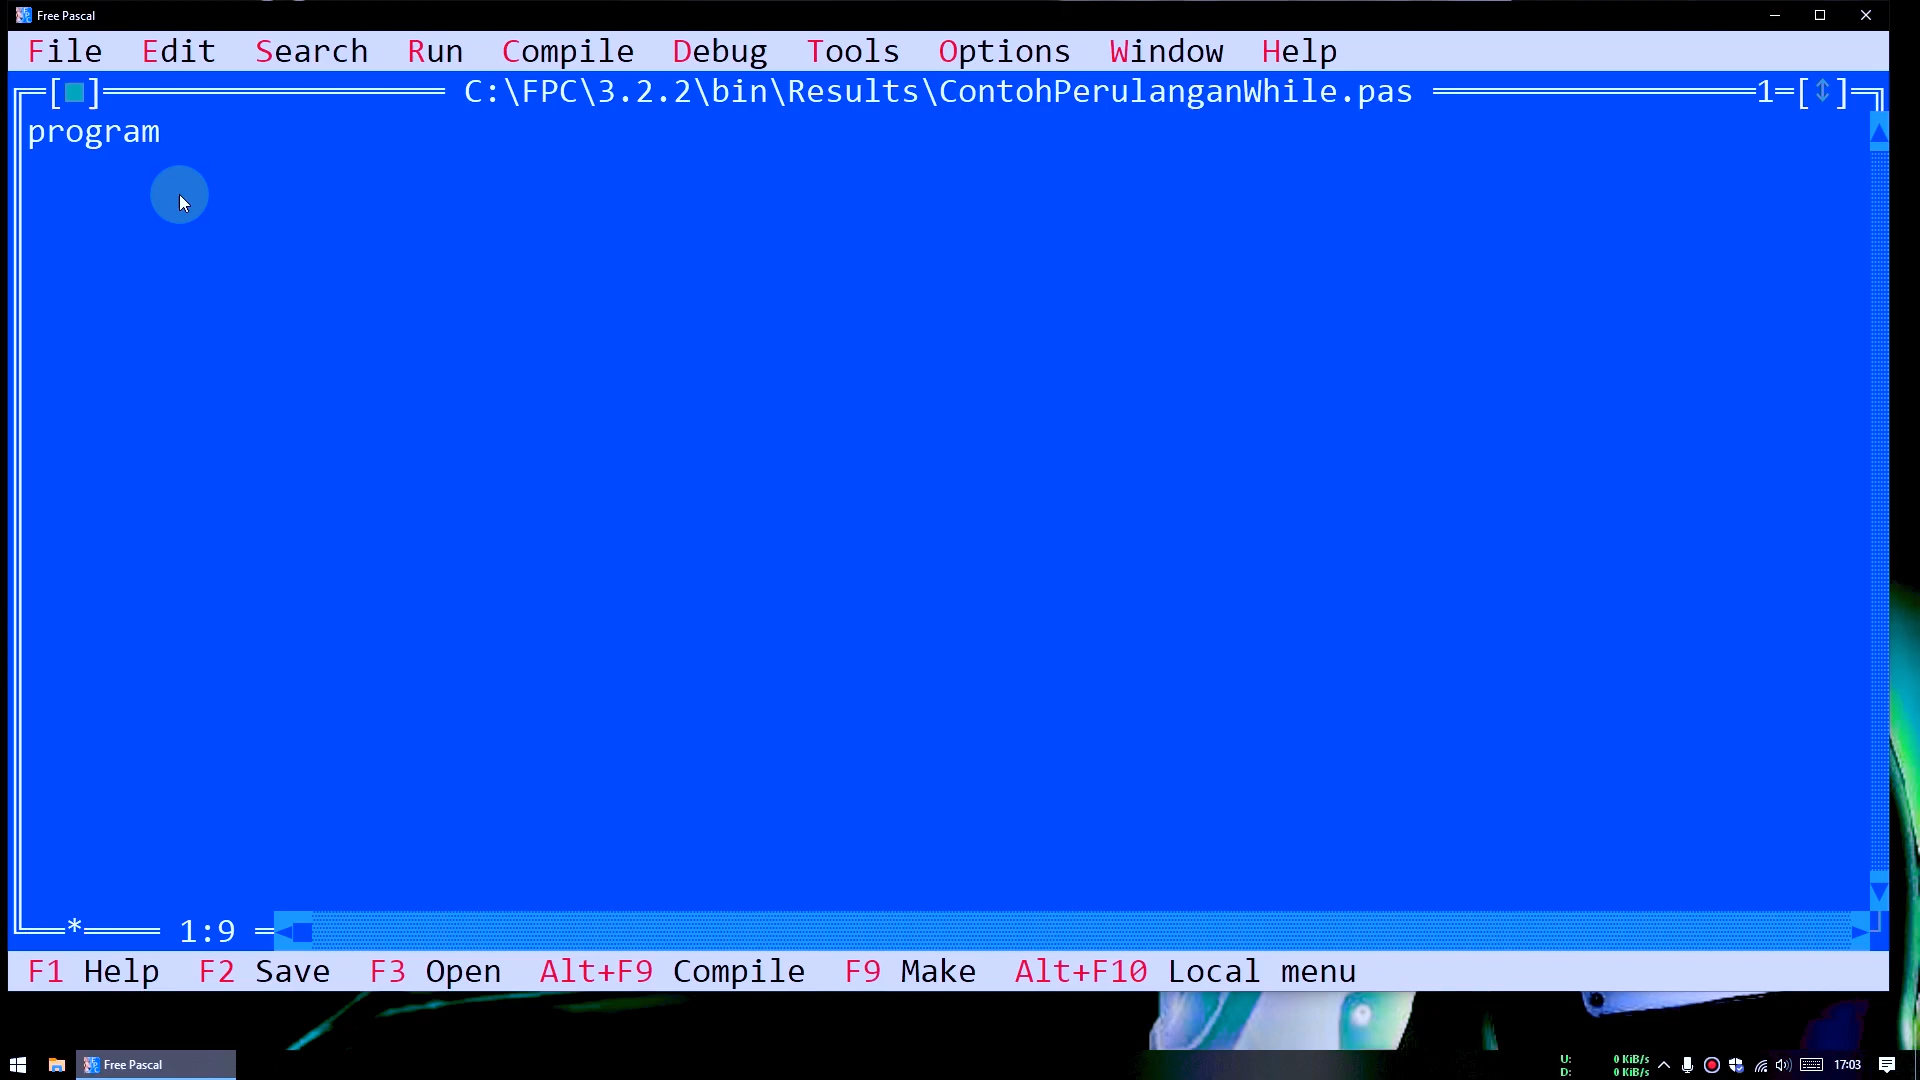 Free Pascal
File Edit Search Run Compile Debug Tools Options Window Help
[■] C:\FPC\3.2.2\bin\Results\ContohPerulanganWhile.pas 1=[↕]
program
* 1:9
F1 Help F2 Save F3 Open Alt+F9 Compile F9 Make Alt+F10 Local menu
Free Pascal
U: 0 KiB/s
D: 0 KiB/s
17:03